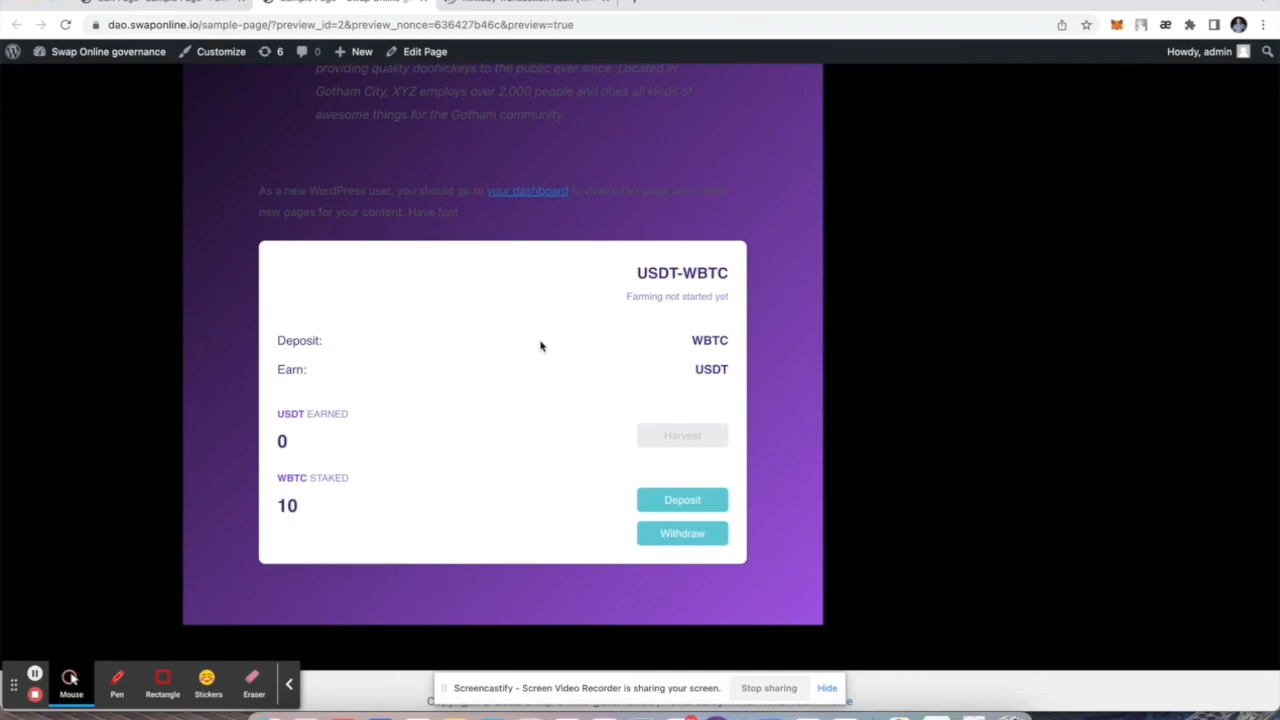 dao.swaponline.io/sample-page/?preview_id=2&preview_nonce=636427b46c&preview=true
Swap Online governance Customize 6 0 New Edit Page Howdy, admin
providing quality doohickeys to the public ever since. Located in
Gotham City, XYZ employs over 2,000 people and does all kinds of
awesome things for the Gotham community.
As a new WordPress user, you should go to your dashboard to delete this page and create
new pages for your content. Have fun!
USDT-WBTC
Farming not started yet
Deposit: WBTC
Earn: USDT
USDT EARNED
0
Harvest
WBTC STAKED
10
Deposit
Withdraw
Mouse Pen Rectangle Stickers Eraser
Screencastify - Screen Video Recorder is sharing your screen. Stop sharing Hide